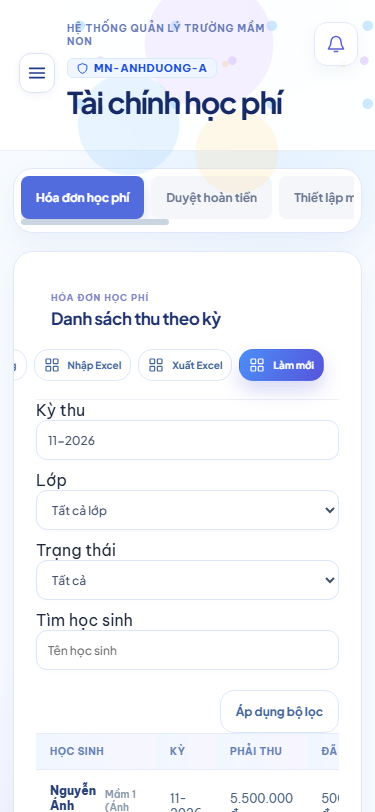 HỆ THỐNG QUẢN LÝ TRƯỜNG MẦM
NON
MN-ANHDUONG-A
Tài chính học phí
Hóa đơn học phí
Duyệt hoàn tiền
Thiết lập m
HÓA ĐƠN HỌC PHÍ
Danh sách thu theo kỳ
Nhập Excel
Xuất Excel
Làm mới
Kỳ thu
11-2026
Lớp
Tất cả lớp
Trạng thái
Tất cả
Tìm học sinh
Tên học sinh
Áp dụng bộ lọc
HỌC SINH KỲ PHẢI THU ĐÃ
Nguyễn Mầm 1 11- 5.500.000 500
Ánh (Ánh 2026 đ